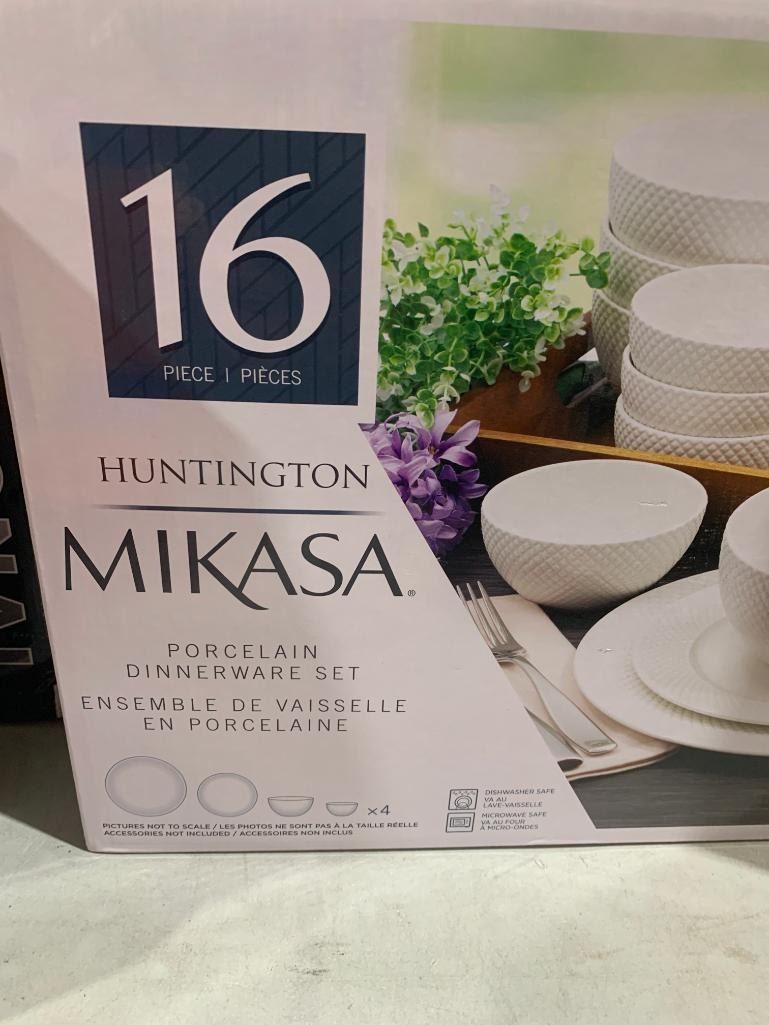 16
PIECE | PIÈCES
HUNTINGTON
MIKASA®
PORCELAIN
DINNERWARE SET
ENSEMBLE DE VAISSELLE
EN PORCELAINE
×4
PICTURES NOT TO SCALE / LES PHOTOS NE SONT PAS À LA TAILLE RÉELLE
ACCESSORIES NOT INCLUDED / ACCESSOIRES NON INCLUS
DISHWASHER SAFE
VA AU
LAVE-VAISSELLE
MICROWAVE SAFE
VA AU FOUR
À MICRO-ONDES